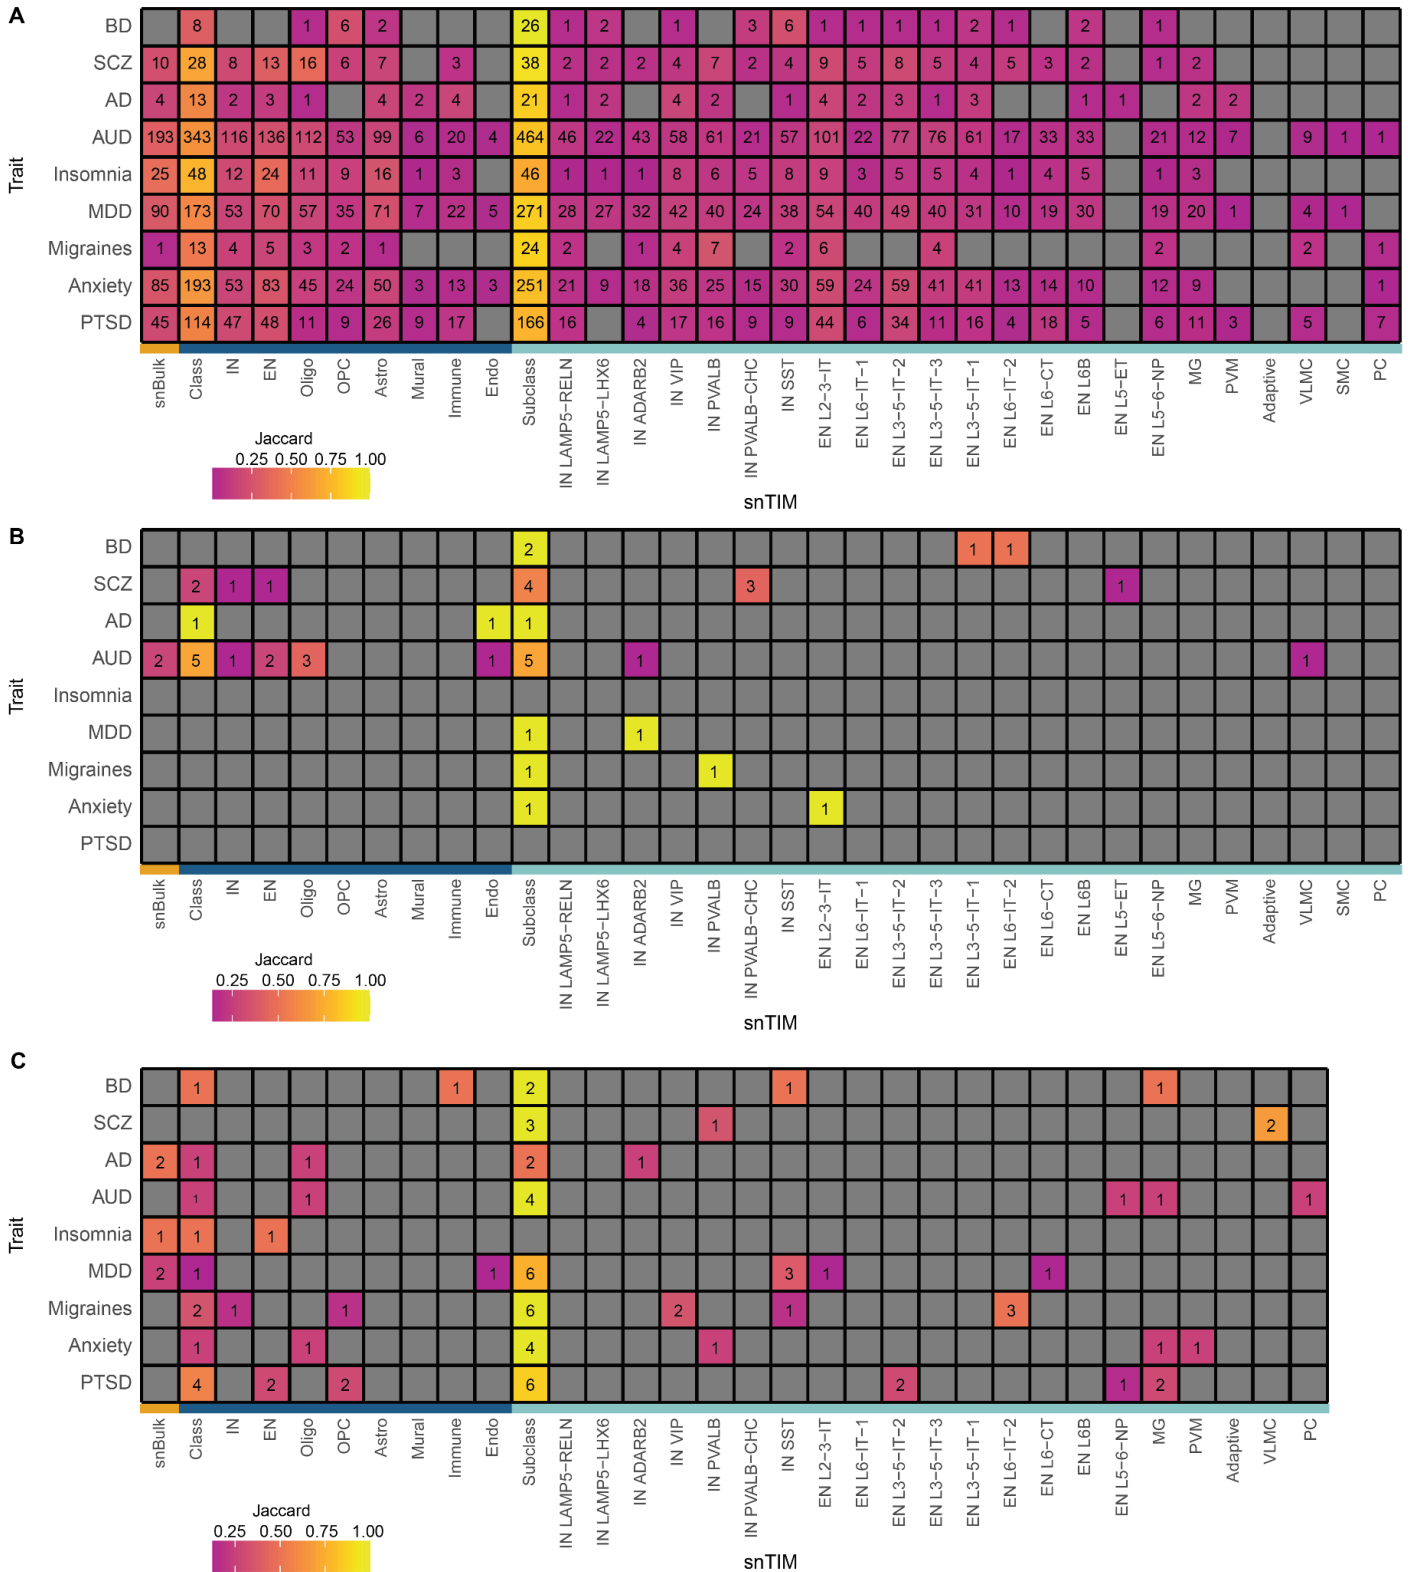 A
BD 8 1 6 2 26 1 2 1 3 6 1 1 1 1 2 1 2 1
SCZ 10 28 8 13 16 6 7 3 38 2 2 2 4 7 2 4 9 5 8 5 4 5 3 2 1 2
AD 4 13 2 3 1 4 2 4 21 1 2 4 2 1 4 2 3 1 3 1 1 2 2
AUD 193 343 116 136 112 53 99 6 20 4 464 46 22 43 58 61 21 57 101 22 77 76 61 17 33 33 21 12 7 9 1 1
Insomnia 25 48 12 24 11 9 16 1 3 46 1 1 1 8 6 5 8 9 3 5 5 4 1 4 5 1 3
MDD 90 173 53 70 57 35 71 7 22 5 271 28 27 32 42 40 24 38 54 40 49 40 31 10 19 30 19 20 1 4 1
Migraines 1 13 4 5 3 2 1 24 2 1 4 7 2 6 4 2 2 1
Anxiety 85 193 53 83 45 24 50 3 13 3 251 21 9 18 36 25 15 30 59 24 59 41 41 13 14 10 12 9 1
PTSD 45 114 47 48 11 9 26 9 17 166 16 4 17 16 9 9 44 6 34 11 16 4 18 5 6 11 3 5 7
Trait
snBulk Class IN EN Oligo OPC Astro Mural Immune Endo Subclass IN LAMP5−RELN IN LAMP5−LHX6 IN ADARB2 IN VIP IN PVALB IN PVALB−CHC IN SST EN L2−3−IT EN L6−IT−1 EN L3−5−IT−2 EN L3−5−IT−3 EN L3−5−IT−1 EN L6−IT−2 EN L6−CT EN L6B EN L5−ET EN L5−6−NP MG PVM Adaptive VLMC SMC PC
Jaccard
0.25 0.50 0.75 1.00
snTIM
B
BD 2 1 1
SCZ 2 1 1 4 3 1
AD 1 1 1
AUD 2 5 1 2 3 1 5 1 1
Insomnia
MDD 1 1
Migraines 1 1
Anxiety 1 1
PTSD
Trait
snBulk Class IN EN Oligo OPC Astro Mural Immune Endo Subclass IN LAMP5−RELN IN LAMP5−LHX6 IN ADARB2 IN VIP IN PVALB IN PVALB−CHC IN SST EN L2−3−IT EN L6−IT−1 EN L3−5−IT−2 EN L3−5−IT−3 EN L3−5−IT−1 EN L6−IT−2 EN L6−CT EN L6B EN L5−ET EN L5−6−NP MG PVM Adaptive VLMC SMC PC
Jaccard
0.25 0.50 0.75 1.00
snTIM
C
BD 1 1 2 1 1
SCZ 3 1 2
AD 2 1 1 2 1
AUD 1 1 4 1 1 1
Insomnia 1 1 1
MDD 2 1 1 6 3 1 1
Migraines 2 1 1 6 2 1 3
Anxiety 1 1 4 1 1 1
PTSD 4 2 2 6 2 1 2
Trait
snBulk Class IN EN Oligo OPC Astro Mural Immune Endo Subclass IN LAMP5−RELN IN LAMP5−LHX6 IN ADARB2 IN VIP IN PVALB IN PVALB−CHC IN SST EN L2−3−IT EN L6−IT−1 EN L3−5−IT−2 EN L3−5−IT−3 EN L3−5−IT−1 EN L6−IT−2 EN L6−CT EN L6B EN L5−6−NP MG PVM Adaptive VLMC PC
Jaccard
0.25 0.50 0.75 1.00
snTIM